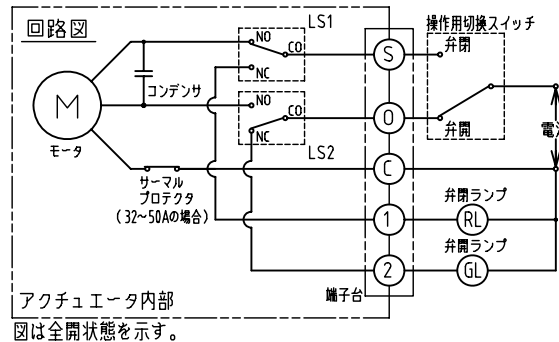 回路図
LS1
NO
CO
NC
操作用切換スイッチ
弁閉
弁開
S
M
モータ
コンデンサ
NO
CO
NC
LS2
O
サーマル
プロテクタ
(32~50Aの場合)
C
弁閉ランプ
1
RL
弁開ランプ
2
GL
アクチュエータ内部
端子台
図は全開状態を示す。